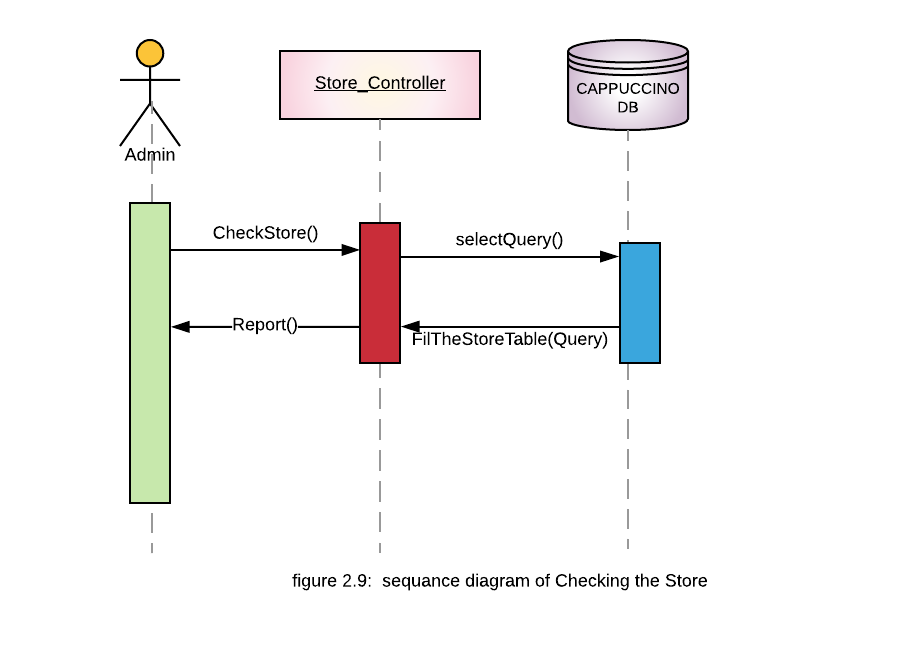 Store_Controller
CAPPUCCINO
DB
Admin
CheckStore()
selectQuery()
Report()
FilTheStoreTable(Query)
figure 2.9:  sequance diagram of Checking the Store